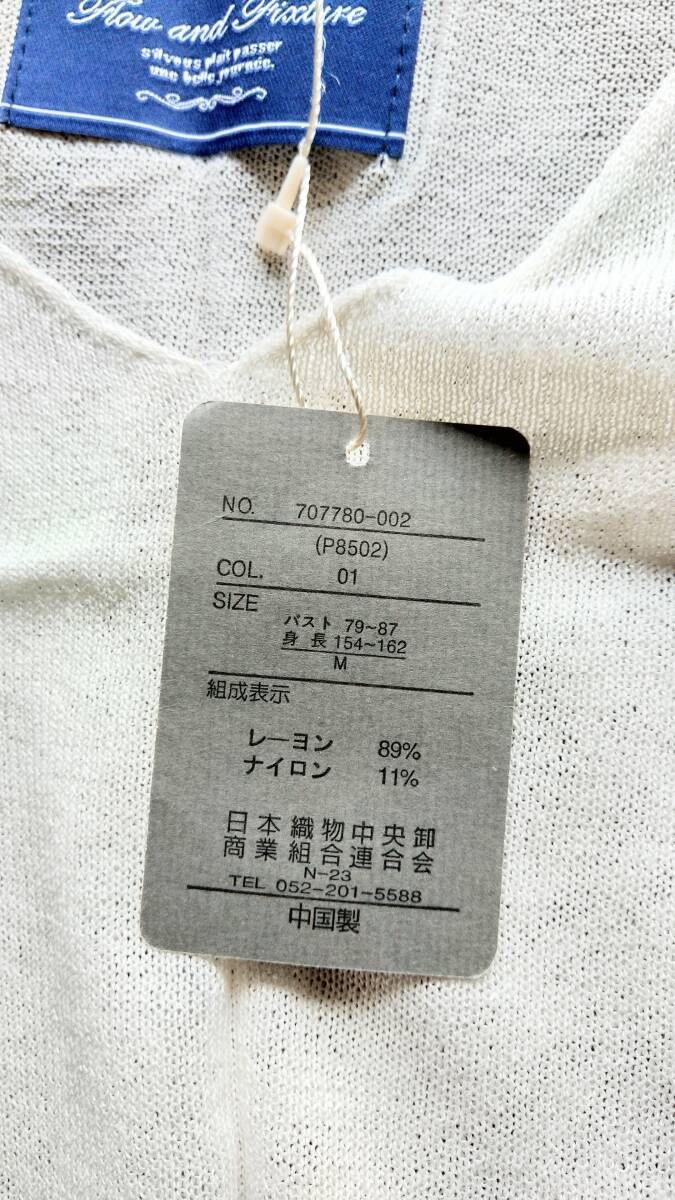 Flow and Fixture
silvous plait passer
une belle journée.
NO. 707780-002
(P8502)
COL. 01
SIZE
バスト 79~87
身 長 154~162
M
組成表示
レーヨン 89%
ナイロン 11%
日本織物中央卸
商業組合連合会
N-23
TEL 052-201-5588
中国製